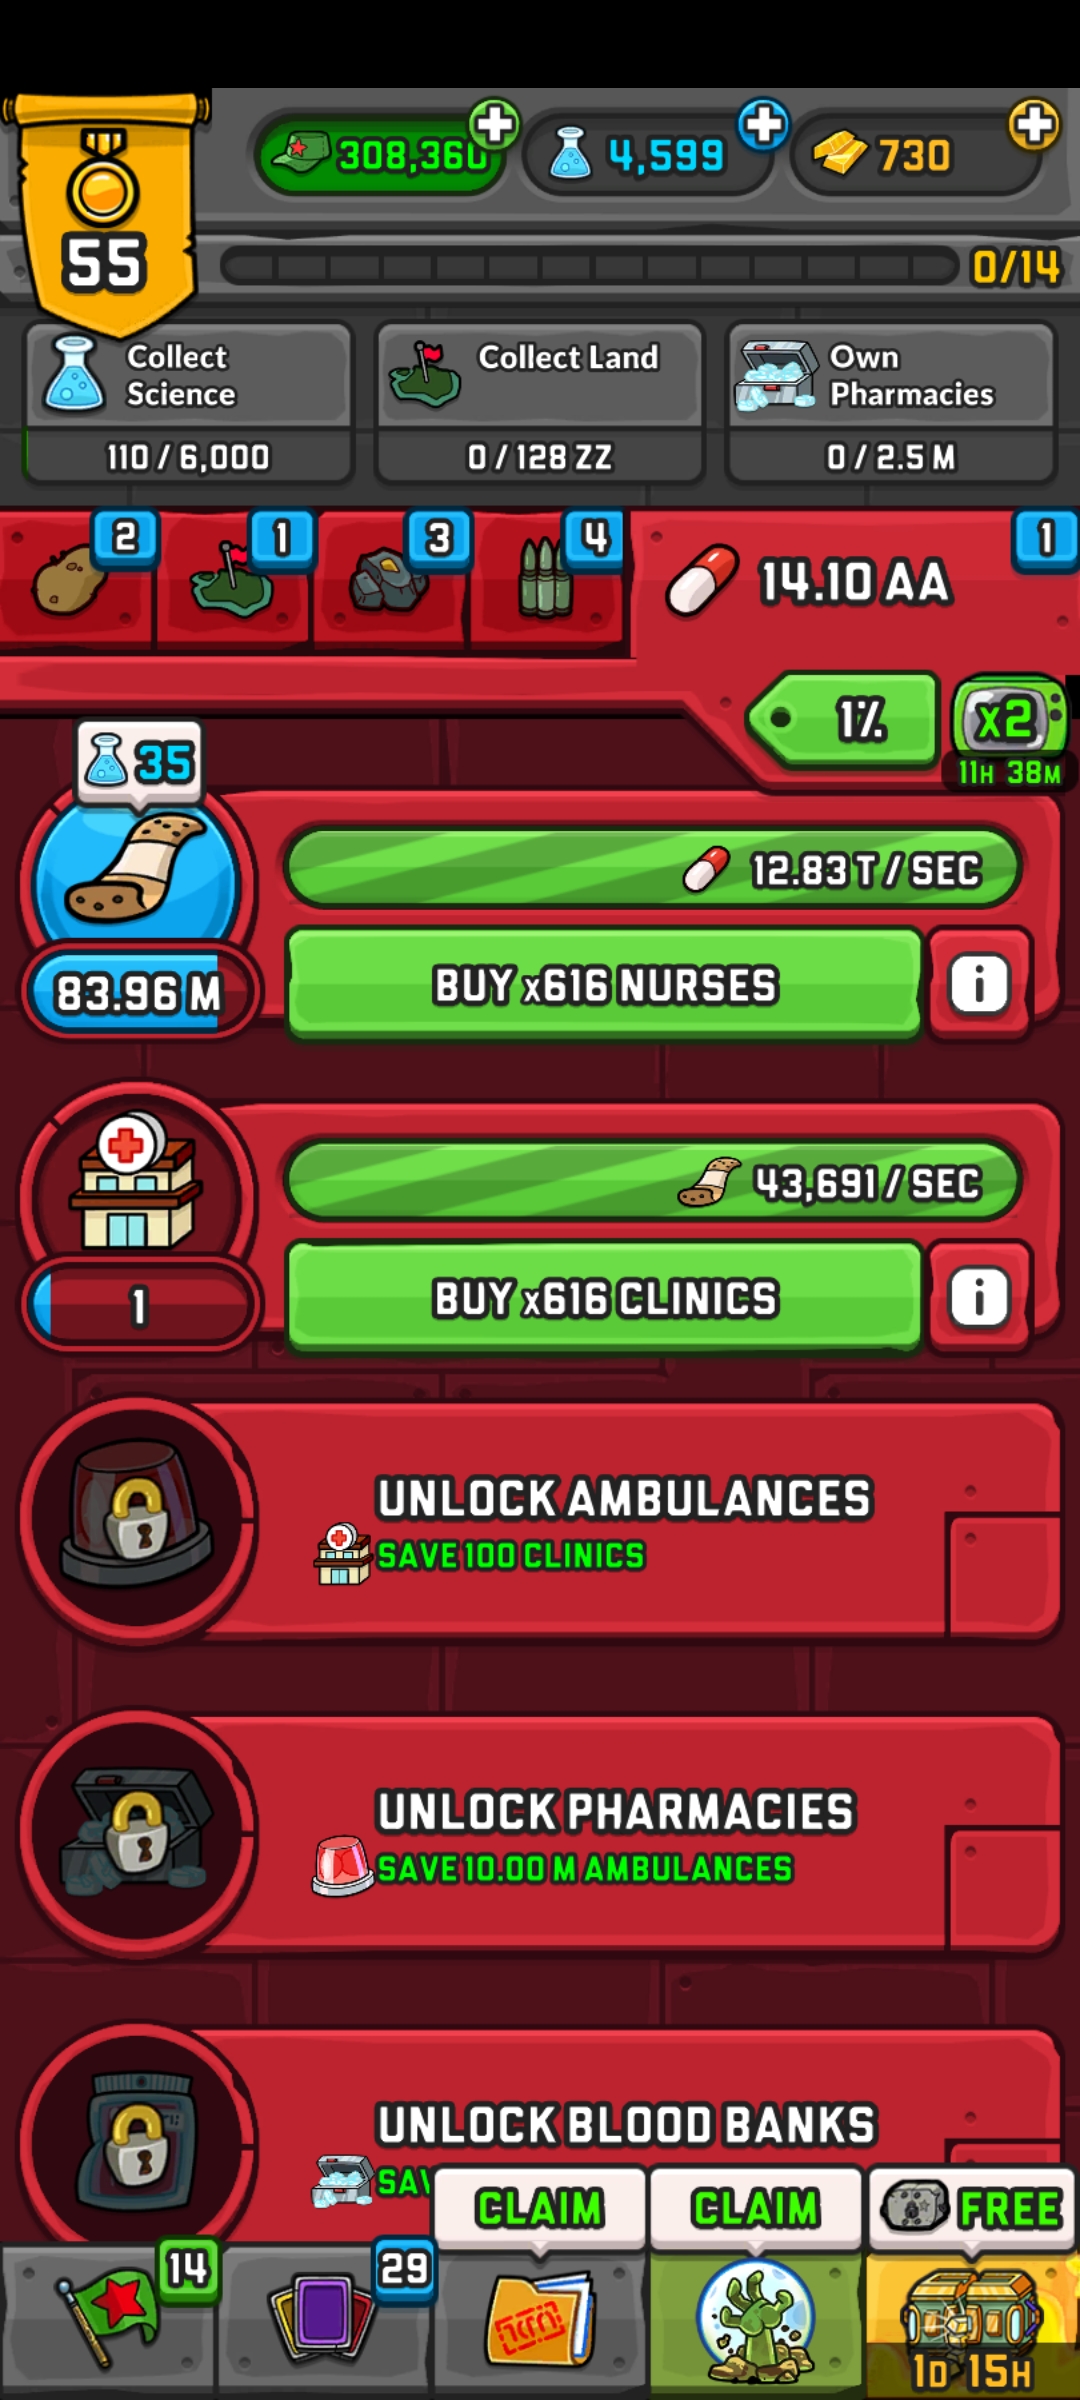 308,360
4,599
730
55
0/14
Collect Science
110 / 6,000
Collect Land
0 / 128 ZZ
Own Pharmacies
0 / 2.5 M
2
1
3
4
14.10 AA
1
1%
x2
11H 38M
35
12.83 T / SEC
83.96 M
BUY x616 NURSES
i
43,691 / SEC
1
BUY x616 CLINICS
i
UNLOCK AMBULANCES
SAVE 100 CLINICS
UNLOCK PHARMACIES
SAVE 10.00 M AMBULANCES
UNLOCK BLOOD BANKS
CLAIM
CLAIM
FREE
14
29
1D 15H